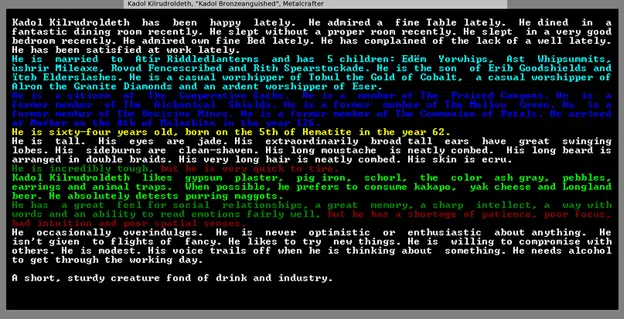 Kadol Kilrudroldeth, "Kadol Bronzeanguished", Metalcrafter
Kadol Kilrudroldeth has been happy lately. He admired a fine Table lately. He dined in a
fantastic dining room recently. He slept without a proper room recently. He slept in a very good
bedroom recently. He admired own fine Bed lately. He has complained of the lack of a well lately.
He has been satisfied at work lately.
He is married to Atír Riddledlanterns and has 5 children: Edëm Yorwhips, Ast Whipsummits,
ùshrir Mileaxe, Rovod Fencescribed and Rith Spearstockade. He is the son of Erib Goodshields and
Ïteb Elderslashes. He is a casual worshipper of Tobul the Gold of Cobalt, a casual worshipper of
Alron the Granite Diamonds and an ardent worshipper of Eser.
He is a citizen of The Cooperative Barbs. He is a member of The Prized Canyons. He is a
former member of The Alchemical Shields. He is a former member of The Mellow Coven. He is a
former member of The Decisive Mines. He is a former member of The Communion of Metals. He arrived
at on the 8th of Malachite in the year 126.
He is sixty-four years old, born on the 5th of Hematite in the year 62.
He is tall. His eyes are jade. His extraordinarily broad tall ears have great swinging
lobes. His sideburns are clean-shaven. His long moustache is neatly combed. His long beard is
arranged in double braids. His very long hair is neatly combed. His skin is ecru.
He is incredibly tough, but he is very quick to tire.
Kadol Kilrudroldeth likes gypsum plaster, pig iron, schorl, the color ash gray, pebbles,
earrings and animal traps. When possible, he prefers to consume kakapo, yak cheese and Longland
beer. He absolutely detests purring maggots.
He has a great feel for social relationships, a great memory, a sharp intellect, a way with
words and an ability to read emotions fairly well, but he has a shortage of patience, poor focus,
bad intuition and poor spatial senses.
He occasionally overindulges. He is never optimistic or enthusiastic about anything. He
isn't given to flights of fancy. He likes to try new things. He is willing to compromise with
others. He is modest. His voice trails off when he is thinking about something. He needs alcohol
to get through the working day.
A short, sturdy creature fond of drink and industry.